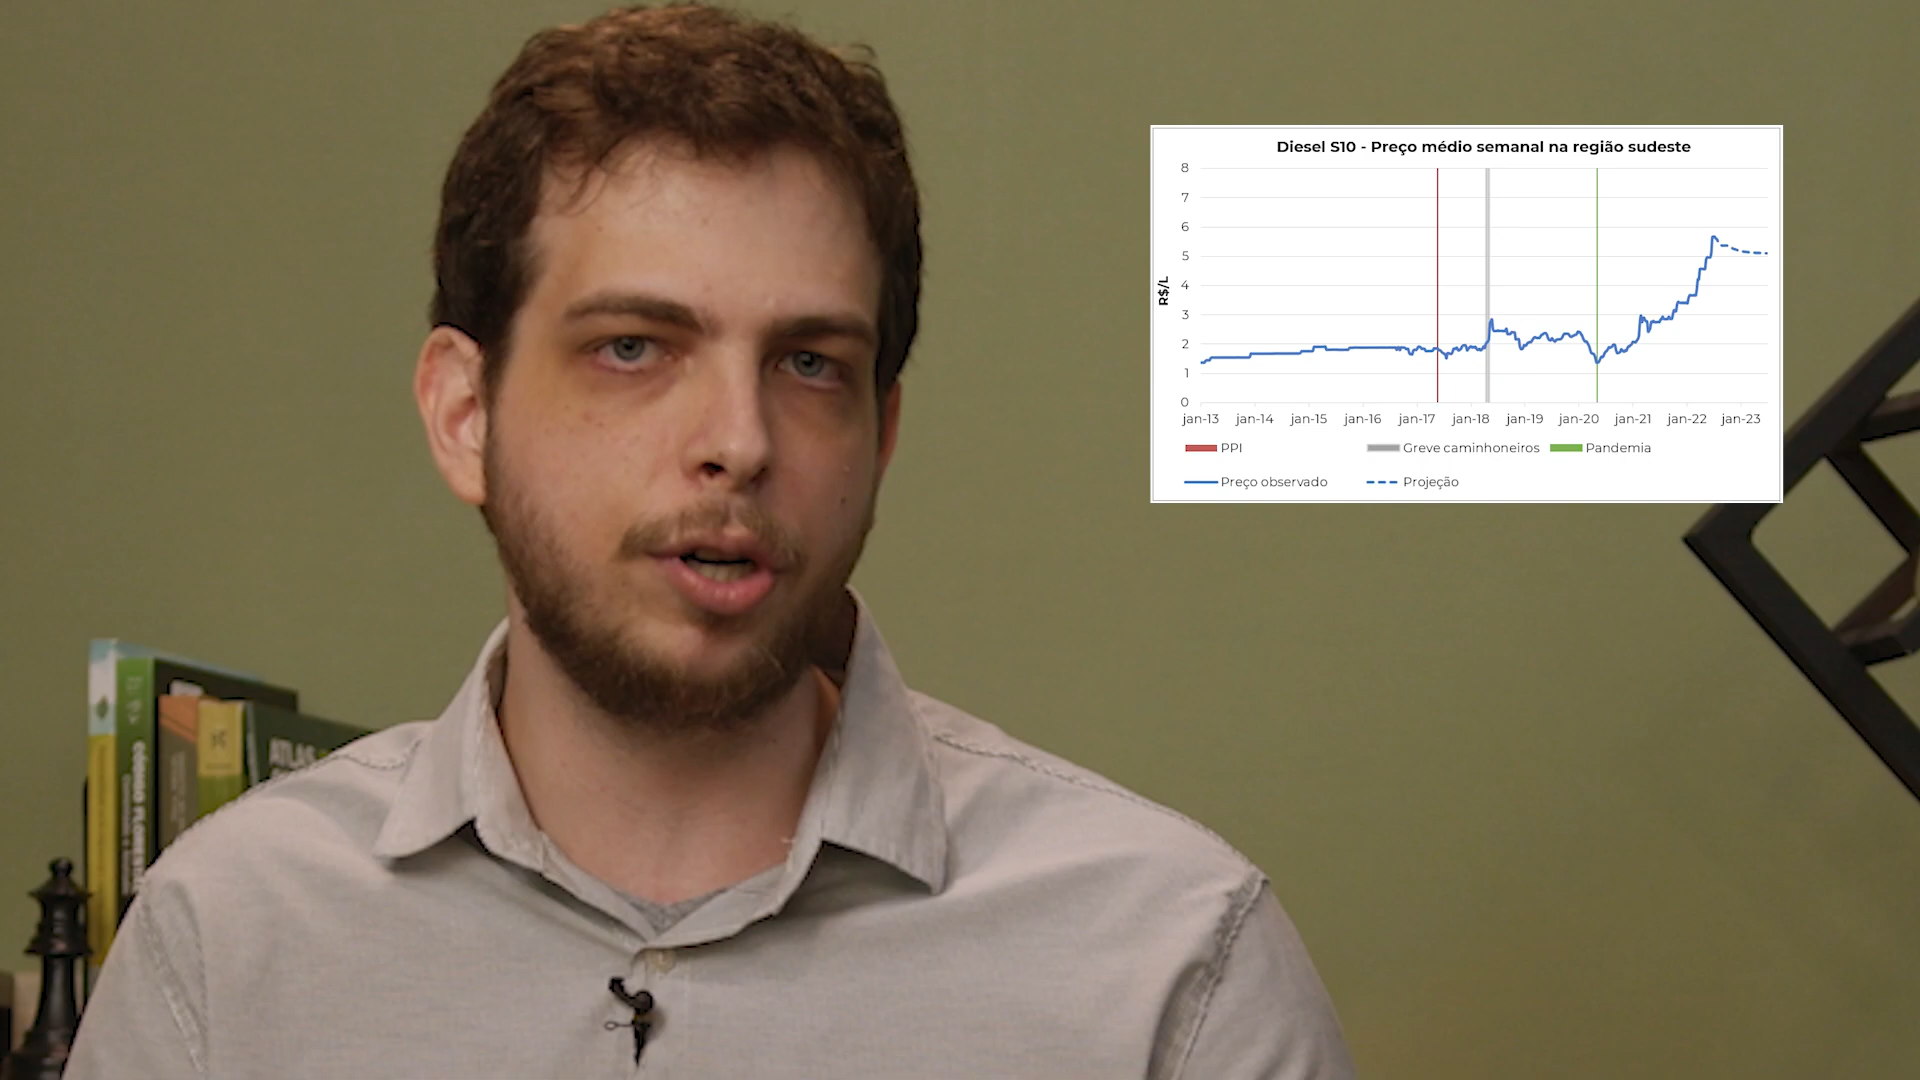 Diesel S10 - Preço médio semanal na região sudeste
8
7
6
5
4
3
2
1
0
R$/L
jan-13 jan-14 jan-15 jan-16 jan-17 jan-18 jan-19 jan-20 jan-21 jan-22 jan-23
PPI Greve caminhoneiros Pandemia
Preço observado Projeção
ATLAS
CÓDIGO FLORESTAL